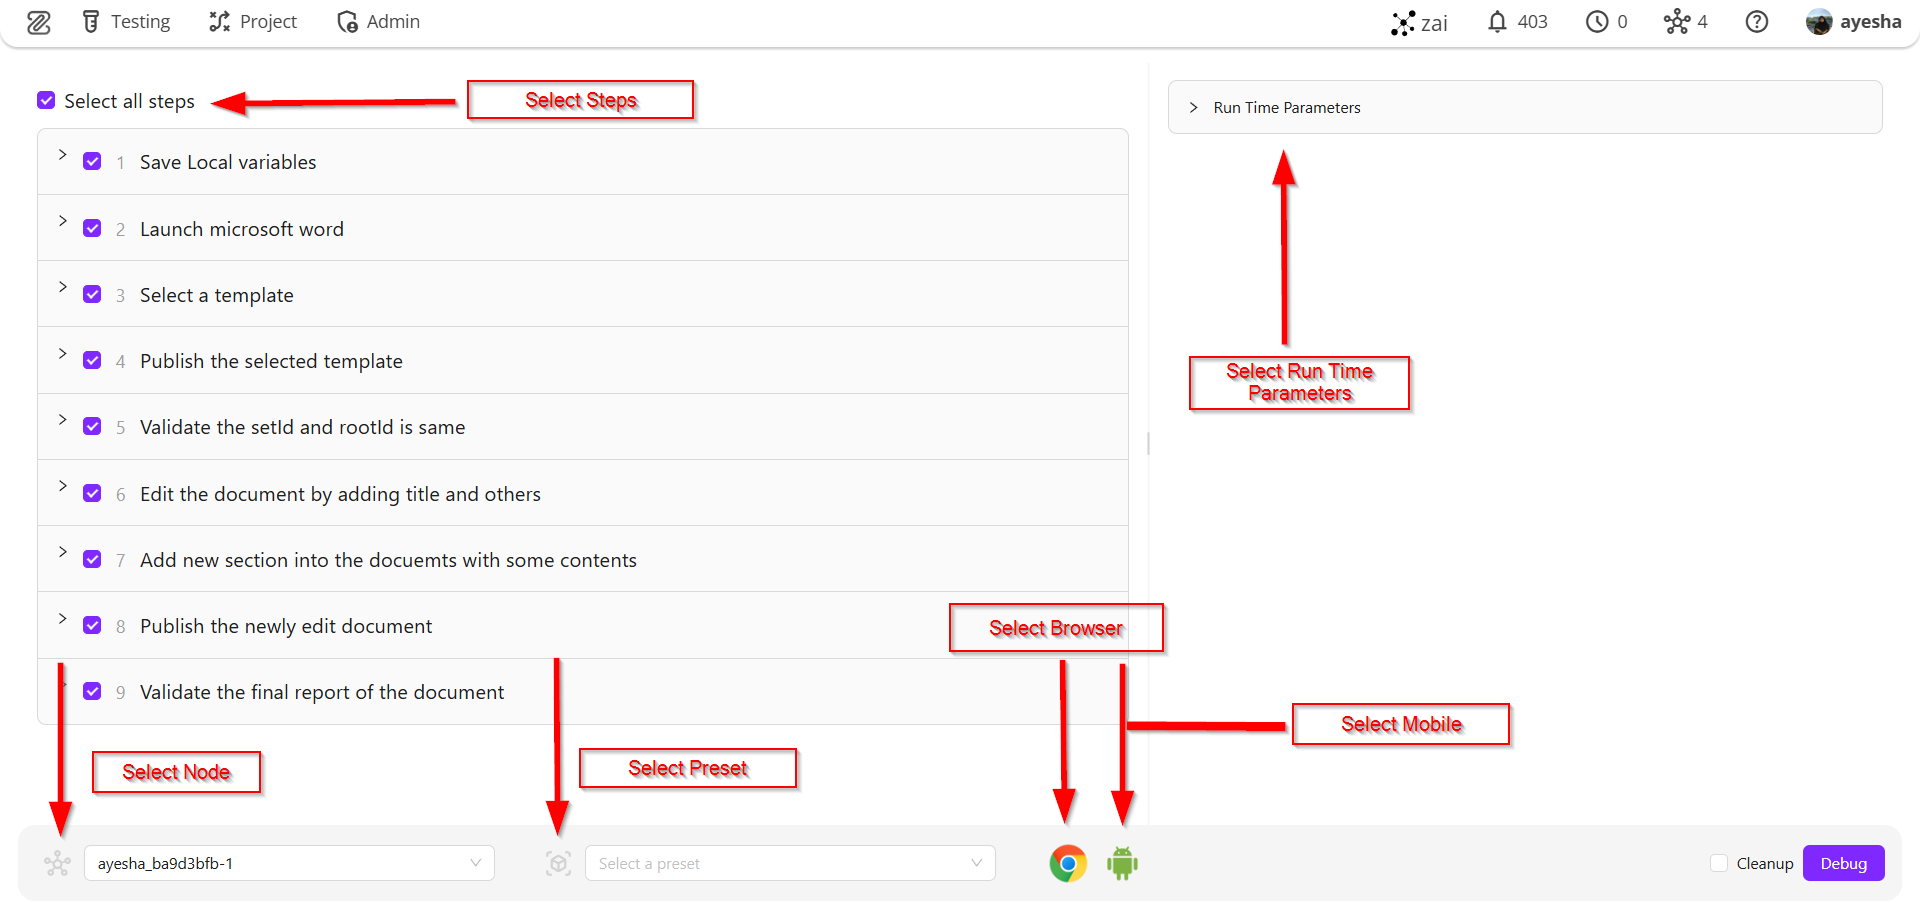 Testing
Project
Admin
zai
403
0
4
ayesha
Select all steps
Select Steps
Run Time Parameters
1 Save Local variables
2 Launch microsoft word
3 Select a template
4 Publish the selected template
Select Run Time
Parameters
5 Validate the setId and rootId is same
6 Edit the document by adding title and others
7 Add new section into the docuemts with some contents
8 Publish the newly edit document
Select Browser
9 Validate the final report of the document
Select Mobile
Select Node
Select Preset
ayesha_ba9d3bfb-1
Select a preset
Cleanup
Debug